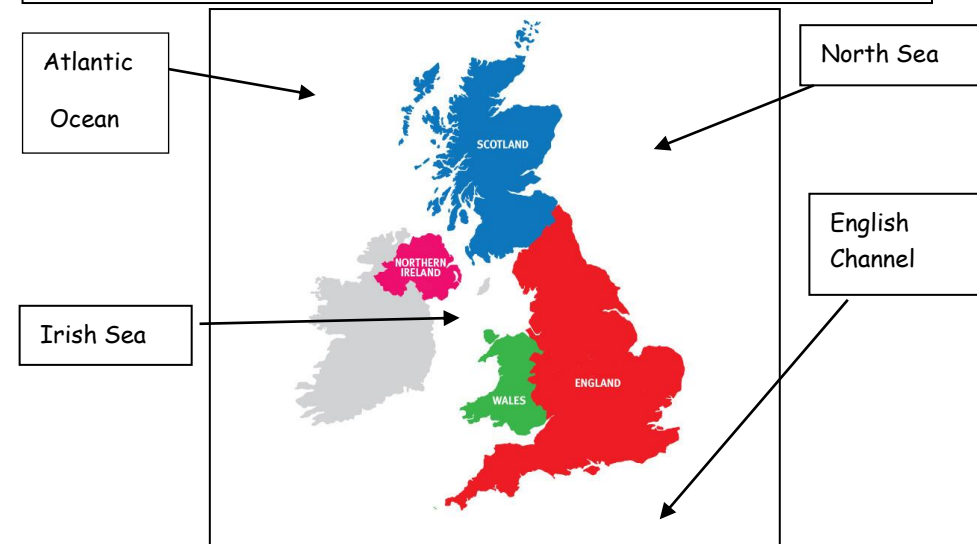 Atlantic
Ocean
North Sea
SCOTLAND
English
Channel
NORTHERN
IRELAND
Irish Sea
ENGLAND
WALES